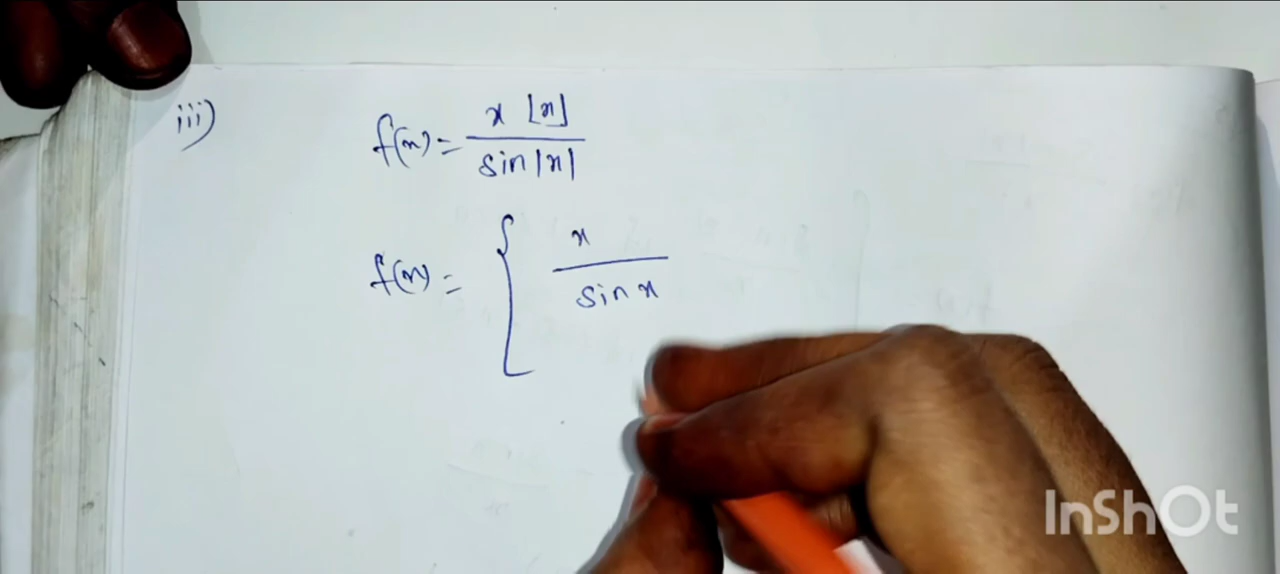 iii) f(x) = x ⌊x⌋ / sin|x|
f(x) = { x / sin x
InShOt